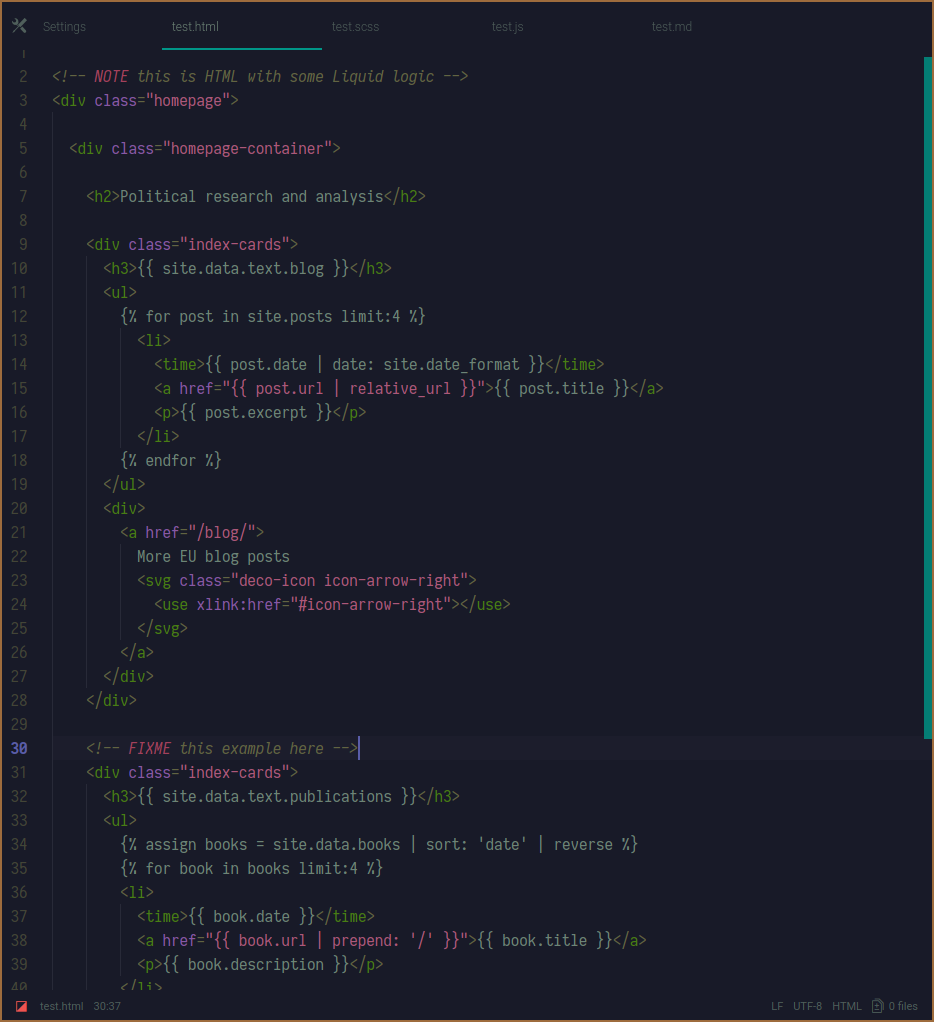 Settings test.html test.scss test.js test.md
1
2 <!-- NOTE this is HTML with some Liquid logic -->
3 <div class="homepage">
4
5 <div class="homepage-container">
6
7 <h2>Political research and analysis</h2>
8
9 <div class="index-cards">
10 <h3>{{ site.data.text.blog }}</h3>
11 <ul>
12 {% for post in site.posts limit:4 %}
13 <li>
14 <time>{{ post.date | date: site.date_format }}</time>
15 <a href="{{ post.url | relative_url }}">{{ post.title }}</a>
16 <p>{{ post.excerpt }}</p>
17 </li>
18 {% endfor %}
19 </ul>
20 <div>
21 <a href="/blog/">
22 More EU blog posts
23 <svg class="deco-icon icon-arrow-right">
24 <use xlink:href="#icon-arrow-right"></use>
25 </svg>
26 </a>
27 </div>
28 </div>
29
30 <!-- FIXME this example here -->
31 <div class="index-cards">
32 <h3>{{ site.data.text.publications }}</h3>
33 <ul>
34 {% assign books = site.data.books | sort: 'date' | reverse %}
35 {% for book in books limit:4 %}
36 <li>
37 <time>{{ book.date }}</time>
38 <a href="{{ book.url | prepend: '/' }}">{{ book.title }}</a>
39 <p>{{ book.description }}</p>
40 </li>
test.html 30:37 LF UTF-8 HTML 0 files